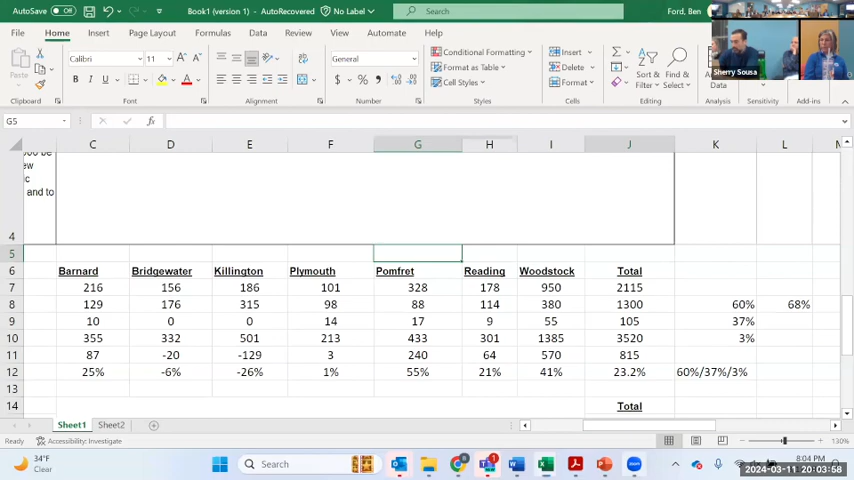 AutoSave Off Book1 (version 1) - AutoRecovered No Label Search Ford, Ben
File Home Insert Page Layout Formulas Data Review View Automate Help
Paste Calibri 11 General Conditional Formatting Format as Table Cell Styles Insert Delete Format Sort & Filter Find & Select Data
Sherry Sousa
Clipboard Font Alignment Number Styles Cells Editing Analysis Sensitivity Add-ins
G5 fx
C D E F G H I J K L
ic
and to
4
5
6 Barnard Bridgewater Killington Plymouth Pomfret Reading Woodstock Total
7 216 156 186 101 328 178 950 2115
8 129 176 315 98 88 114 380 1300 60% 68%
9 10 0 0 14 17 9 55 105 37%
10 355 332 501 213 433 301 1385 3520 3%
11 87 -20 -129 3 240 64 570 815
12 25% -6% -26% 1% 55% 21% 41% 23.2% 60%/37%/3%
13
14 Total
Sheet1 Sheet2
Ready Accessibility: Investigate 130%
34°F
Clear
Search
8:04 PM
2024-03-11 20:03:58